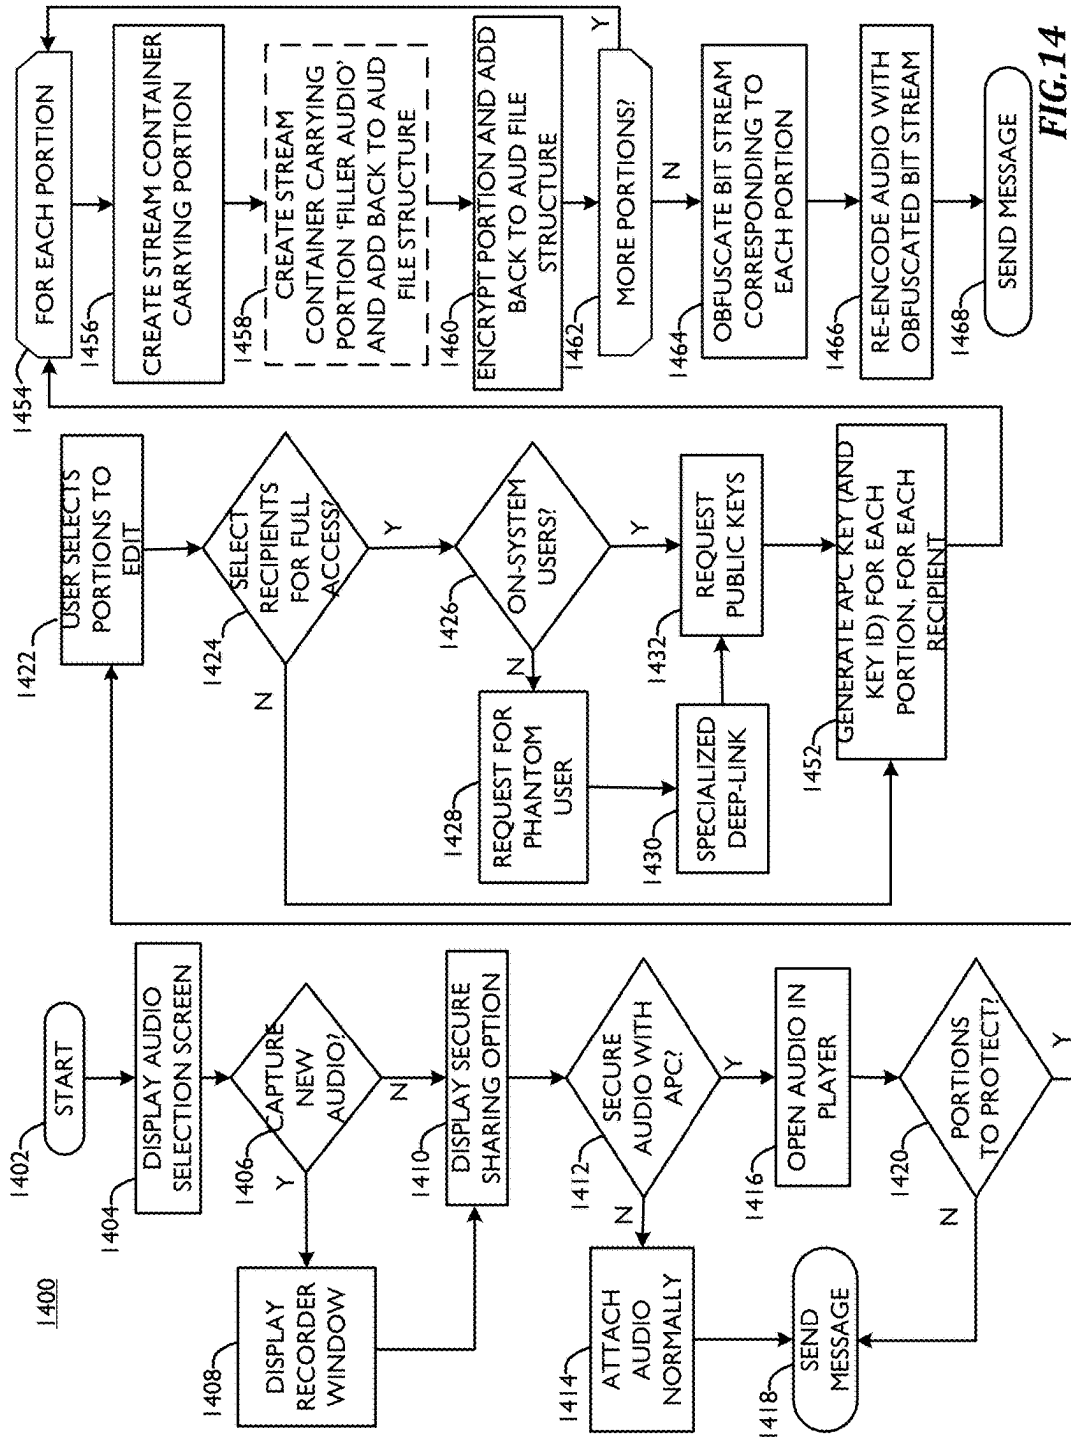 1400
1402
START
1404
DISPLAY AUDIO
SELECTION SCREEN
1406
CAPTURE
NEW
AUDIO?
Y
N
1408
DISPLAY
RECORDER
WINDOW
1410
DISPLAY SECURE
SHARING OPTION
1412
SECURE
AUDIO WITH
APC?
N
Y
1414
ATTACH
AUDIO
NORMALLY
1416
OPEN AUDIO IN
PLAYER
1418
SEND
MESSAGE
1420
PORTIONS
TO PROTECT?
N
Y
1422
USER SELECTS
PORTIONS TO
EDIT
1424
SELECT
RECIPIENTS
FOR FULL
ACCESS?
N
Y
1426
ON-SYSTEM
USERS?
N
Y
1428
REQUEST FOR
PHANTOM
USER
1430
SPECIALIZED
DEEP-LINK
1432
REQUEST
PUBLIC KEYS
1452
GENERATE APC KEY (AND
KEY ID) FOR EACH
PORTION, FOR EACH
RECIPIENT
1454
FOR EACH PORTION
1456
CREATE STREAM CONTAINER
CARRYING PORTION
1458
CREATE STREAM
CONTAINER CARRYING
PORTION 'FILLER AUDIO'
AND ADD BACK TO AUD
FILE STRUCTURE
1460
ENCRYPT PORTION AND ADD
BACK TO AUD FILE
STRUCTURE
1462
MORE PORTIONS?
Y
N
1464
OBFUSCATE BIT STREAM
CORRESPONDING TO
EACH PORTION
1466
RE-ENCODE AUDIO WITH
OBFUSCATED BIT STREAM
1468
SEND MESSAGE
FIG.14